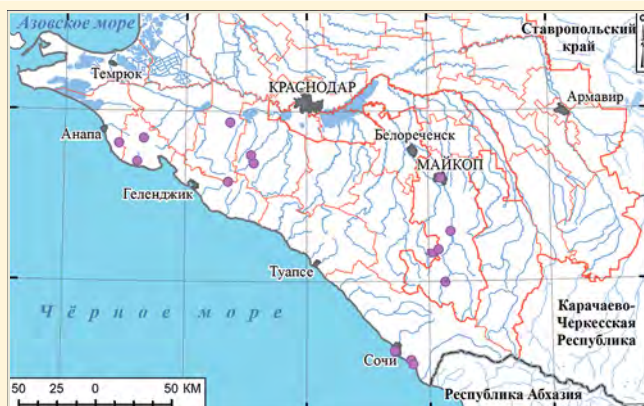 Азовское море
Ставропольский
край
Темрюк
КРАСНОДАР
Армавир
Анапа
Белореченск
МАЙКОП
Геленджик
Туапсе
Чёрное море
Карачаево-
Черкесская
Республика
Сочи
Республика Абхазия
50 25 0 50 КМ